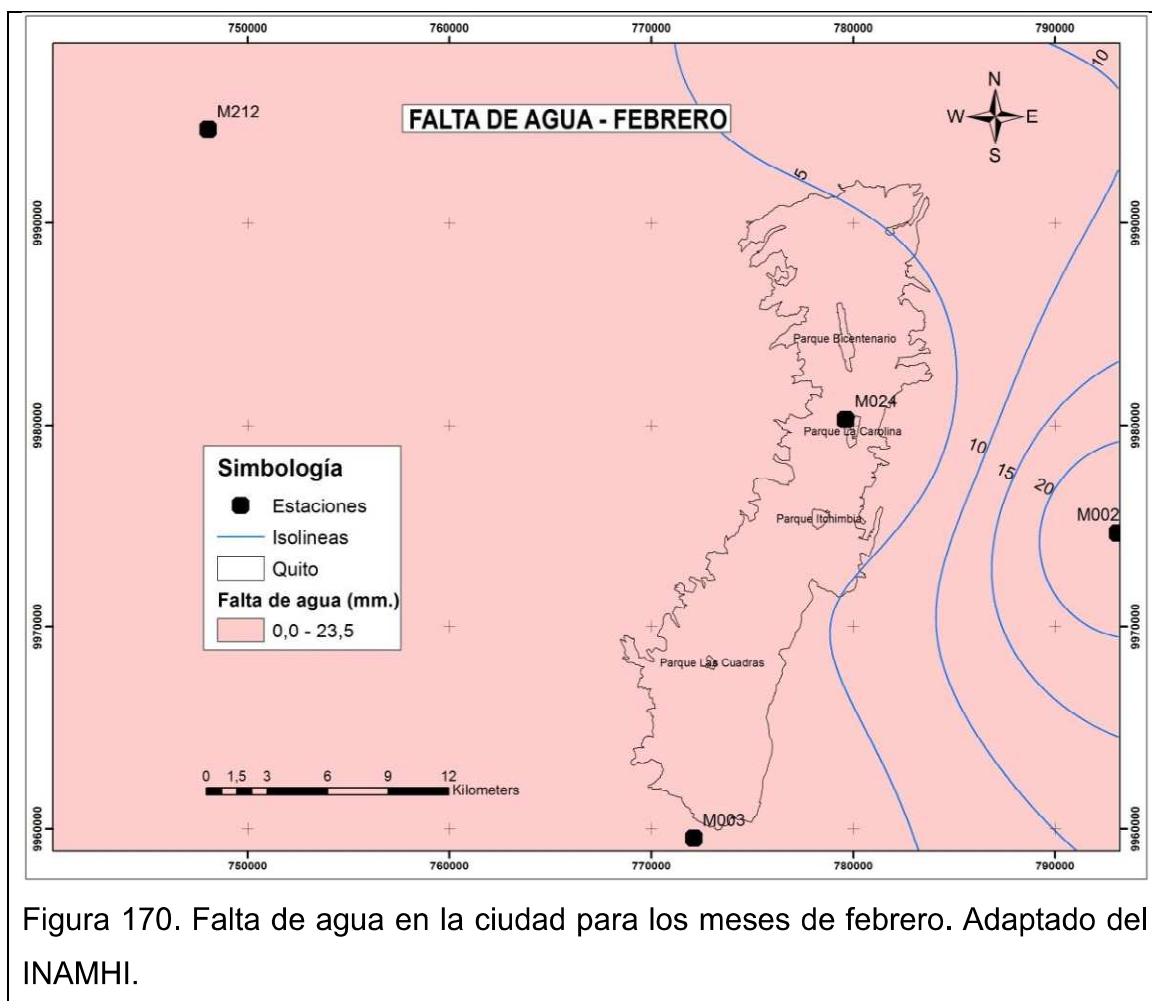 750000 760000 770000 780000 790000
10
N
M212
FALTA DE AGUA - FEBRERO
W E
S
5
9990000 9990000
Parque Bicentenario
M024
9980000 9980000
Parque La Carolina
10
Simbología
15
20
Estaciones
M002
Parque Itchimbia
Isolineas
Quito
Falta de agua (mm.)
9970000 9970000
0,0 - 23,5
Parque Las Cuadras
0 1,5 3 6 9 12
Kilometers
M003
9960000 9960000
750000 760000 770000 780000 790000
Figura 170. Falta de agua en la ciudad para los meses de febrero. Adaptado del
INAMHI.